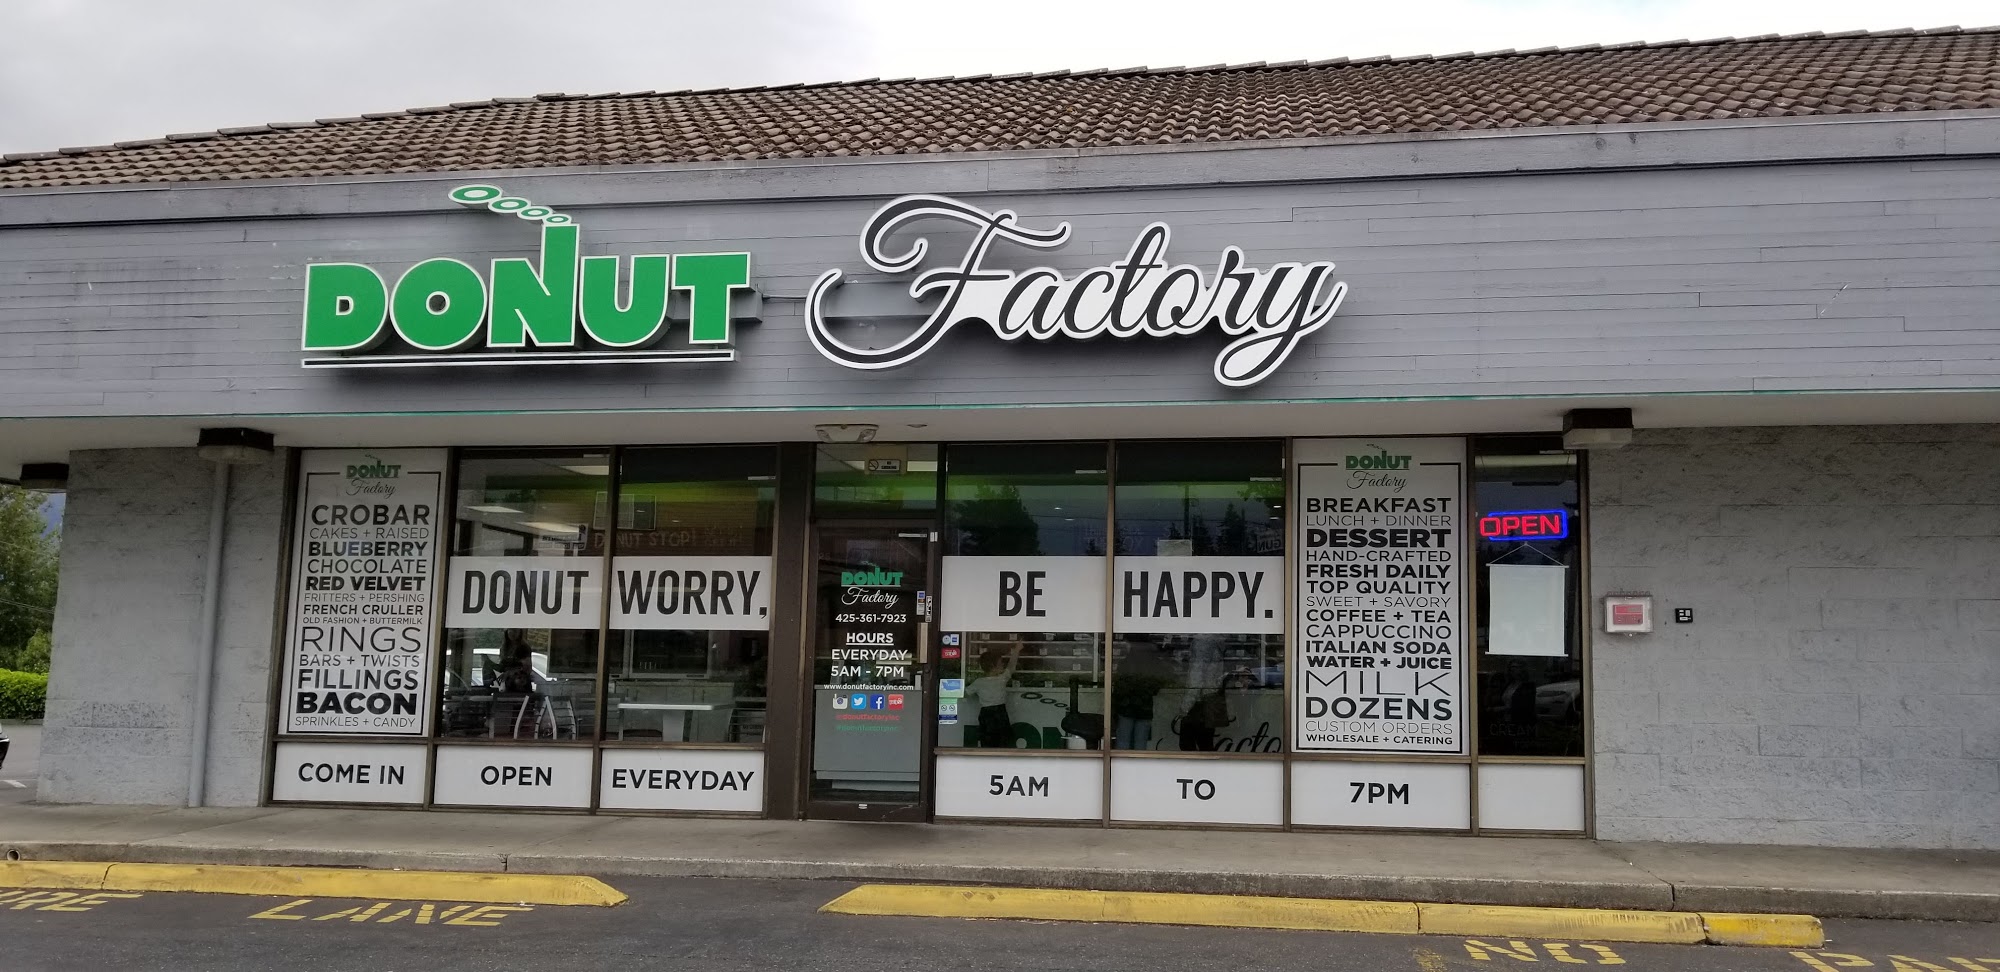 DONUT Factory
DONUT
Factory
CROBAR
CAKES + RAISED
BLUEBERRY
CHOCOLATE
RED VELVET
FRITTERS + PERSHING
FRENCH CRULLER
OLD FASHION + BUTTERMILK
RINGS
BARS + TWISTS
FILLINGS
BACON
SPRINKLES + CANDY
DONUT WORRY,
DONUT
Factory
425-361-7923
HOURS
EVERYDAY
5AM - 7PM
www.donutfactoryinc.com
@donutfactoryinc
BE HAPPY.
DONUT
Factory
BREAKFAST
LUNCH + DINNER
DESSERT
HAND-CRAFTED
FRESH DAILY
TOP QUALITY
SWEET + SAVORY
COFFEE + TEA
CAPPUCCINO
ITALIAN SODA
WATER + JUICE
MILK
DOZENS
CUSTOM ORDERS
WHOLESALE + CATERING
OPEN
COME IN OPEN EVERYDAY 5AM TO 7PM
LANE
NO